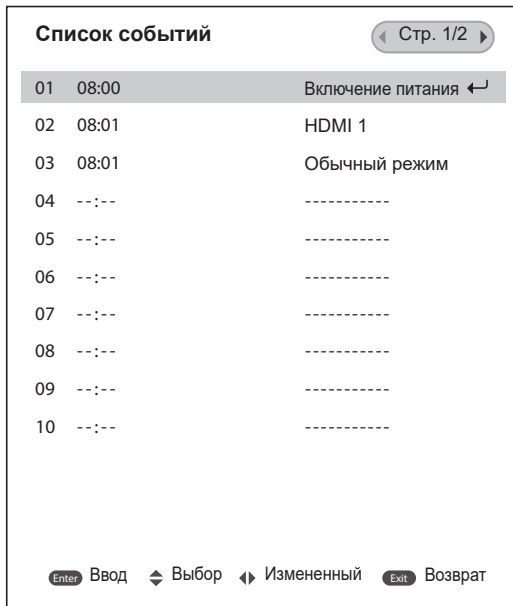 Список событий
Стр. 1/2
01 08:00 Включение питания
02 08:01 HDMI 1
03 08:01 Обычный режим
04 --:-- -----------
05 --:-- -----------
06 --:-- -----------
07 --:-- -----------
08 --:-- -----------
09 --:-- -----------
10 --:-- -----------
Enter Ввод Выбор Измененный Exit Возврат